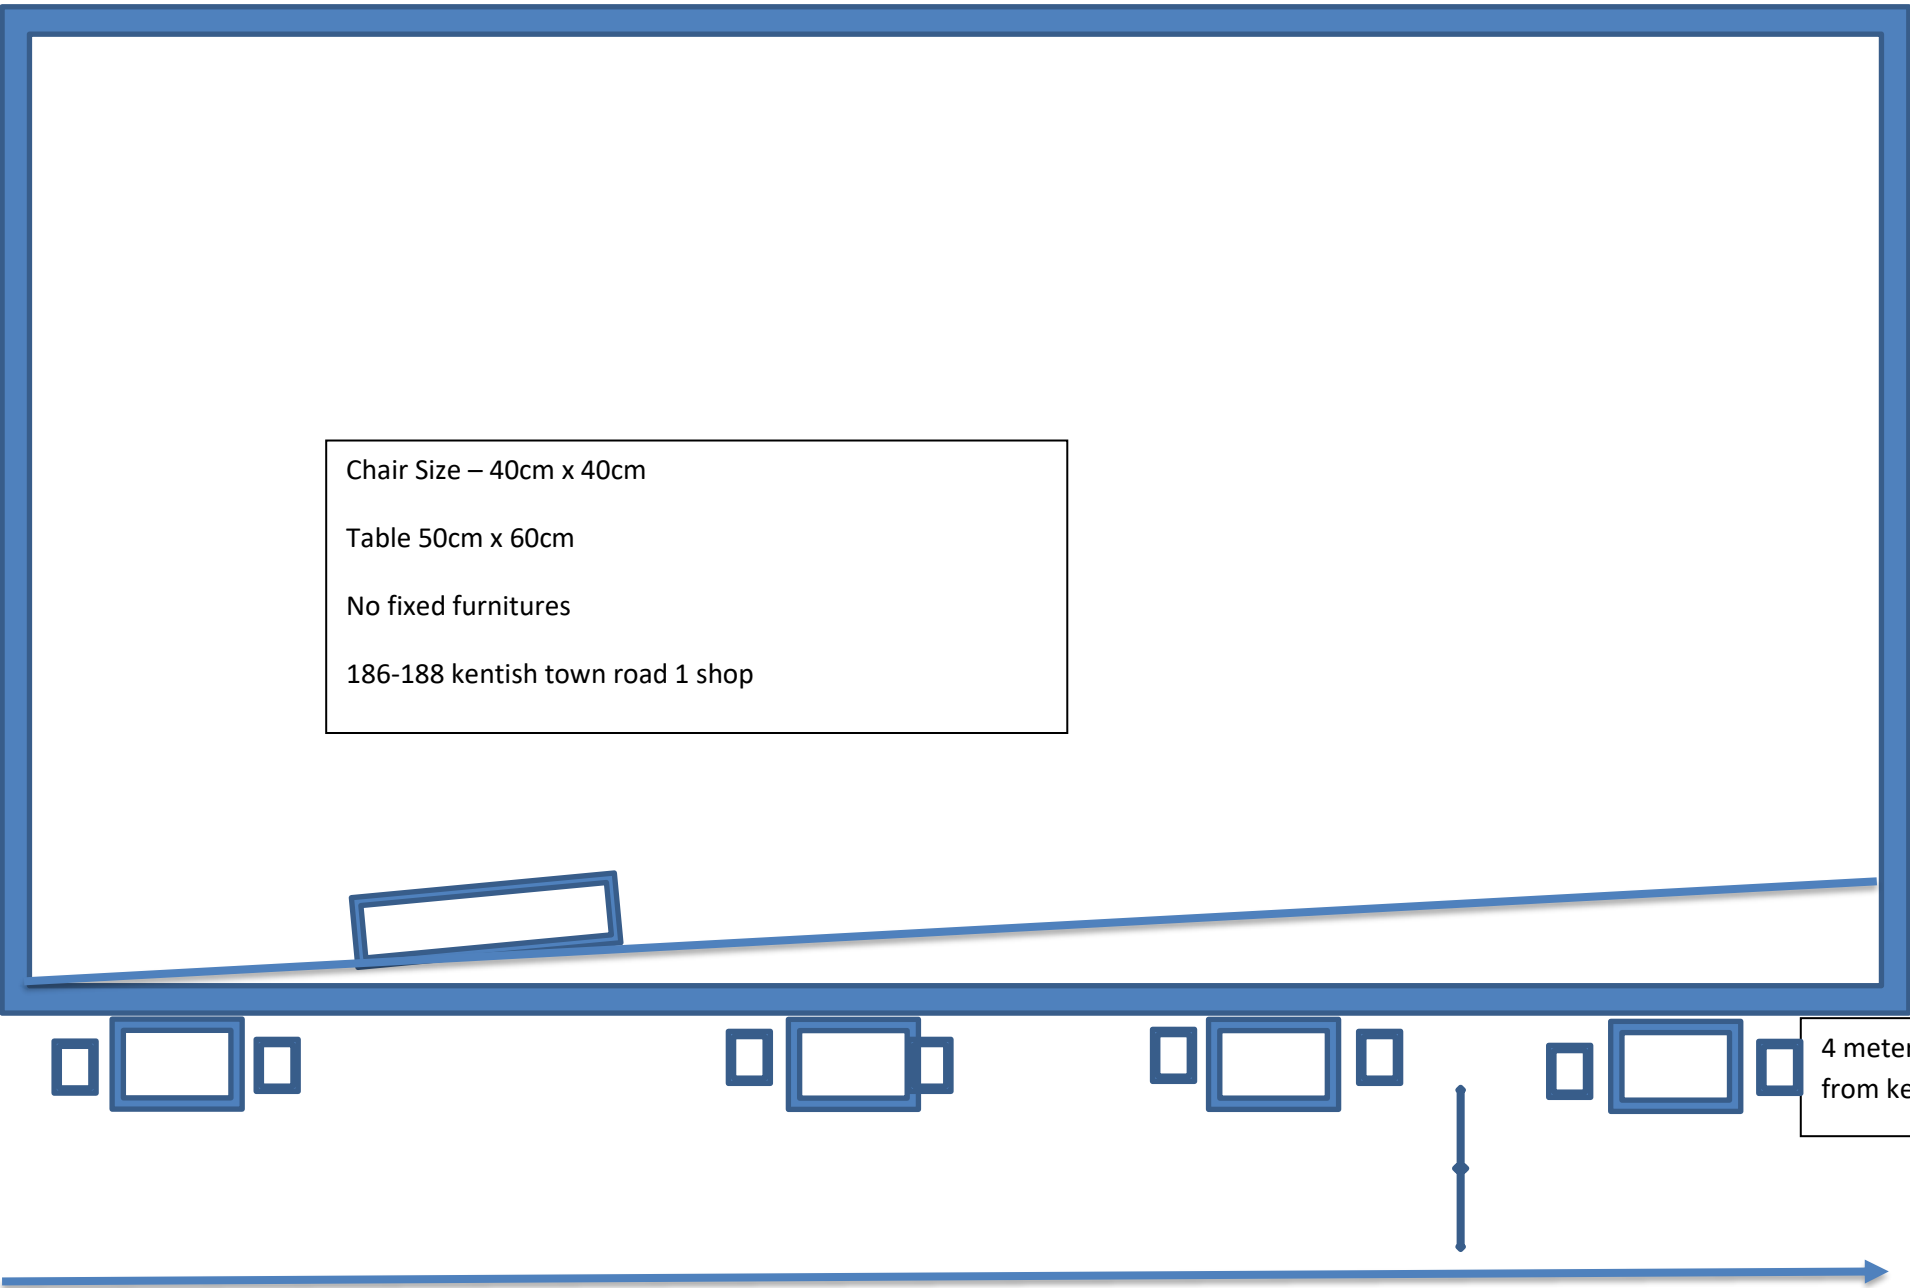 Chair Size – 40cm x 40cm
Table 50cm x 60cm
No fixed furnitures
186-188 kentish town road 1 shop
4 meter
from